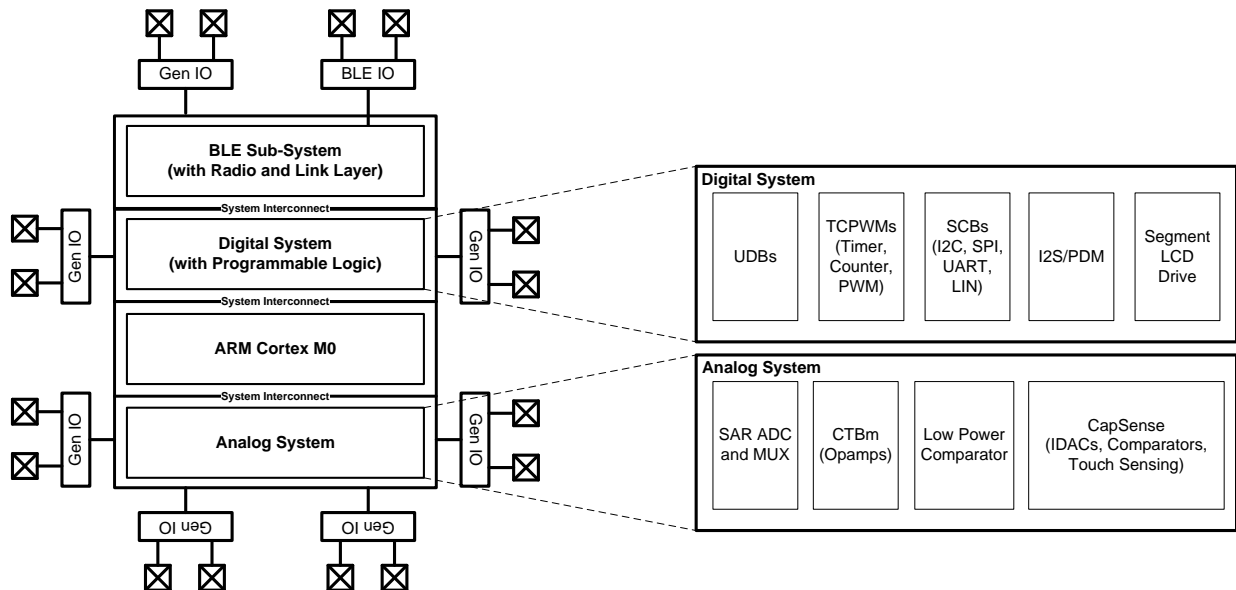 Gen IO
BLE IO
BLE Sub-System
(with Radio and Link Layer)
System Interconnect
Gen IO
Digital System
(with Programmable Logic)
Gen IO
System Interconnect
ARM Cortex M0
System Interconnect
Gen IO
Analog System
Gen IO
Gen IO
Gen IO
Digital System
UDBs
TCPWMs
(Timer,
Counter,
PWM)
SCBs
(I2C, SPI,
UART,
LIN)
I2S/PDM
Segment
LCD
Drive
Analog System
SAR ADC
and MUX
CTBm
(Opamps)
Low Power
Comparator
CapSense
(IDACs, Comparators,
Touch Sensing)